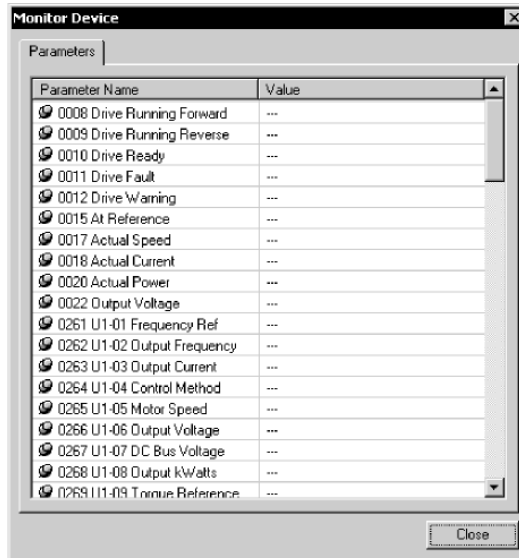 Monitor Device
Parameters
Parameter Name Value
0008 Drive Running Forward ---
0009 Drive Running Reverse ---
0010 Drive Ready ---
0011 Drive Fault ---
0012 Drive Warning ---
0015 At Reference ---
0017 Actual Speed ---
0018 Actual Current ---
0020 Actual Power ---
0022 Output Voltage ---
0261 U1-01 Frequency Ref ---
0262 U1-02 Output Frequency ---
0263 U1-03 Output Current ---
0264 U1-04 Control Method ---
0265 U1-05 Motor Speed ---
0266 U1-06 Output Voltage ---
0267 U1-07 DC Bus Voltage ---
0268 U1-08 Output kWatts ---
0269 U1-09 Torque Reference ---
Close